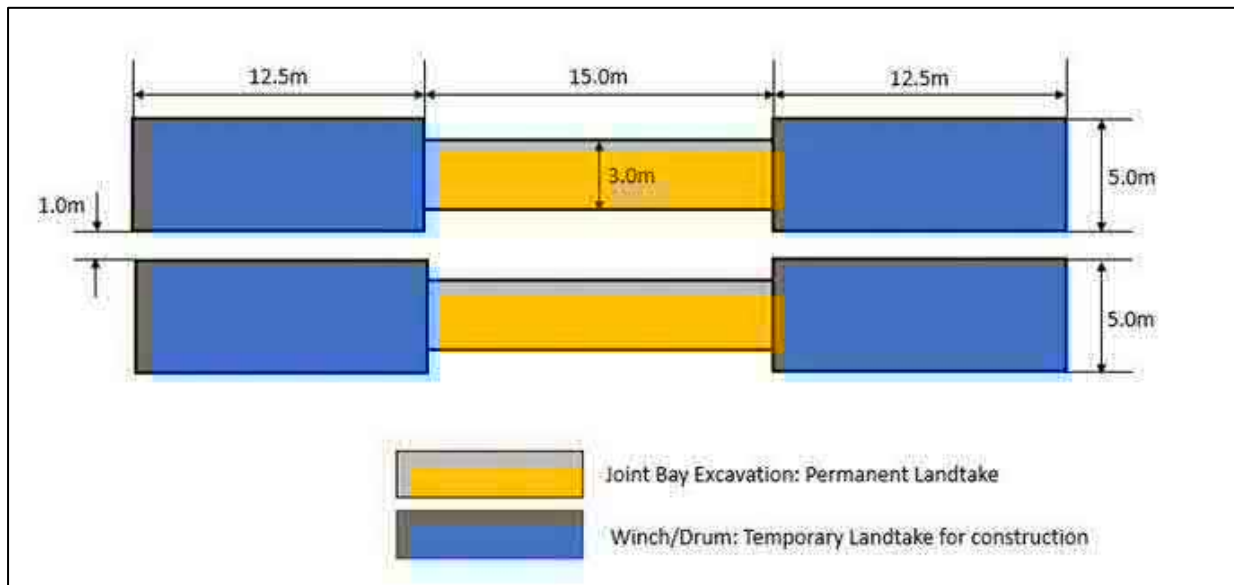 12.5m 15.0m 12.5m
3.0m 5.0m
1.0m
5.0m
Joint Bay Excavation: Permanent Landtake
Winch/Drum: Temporary Landtake for construction